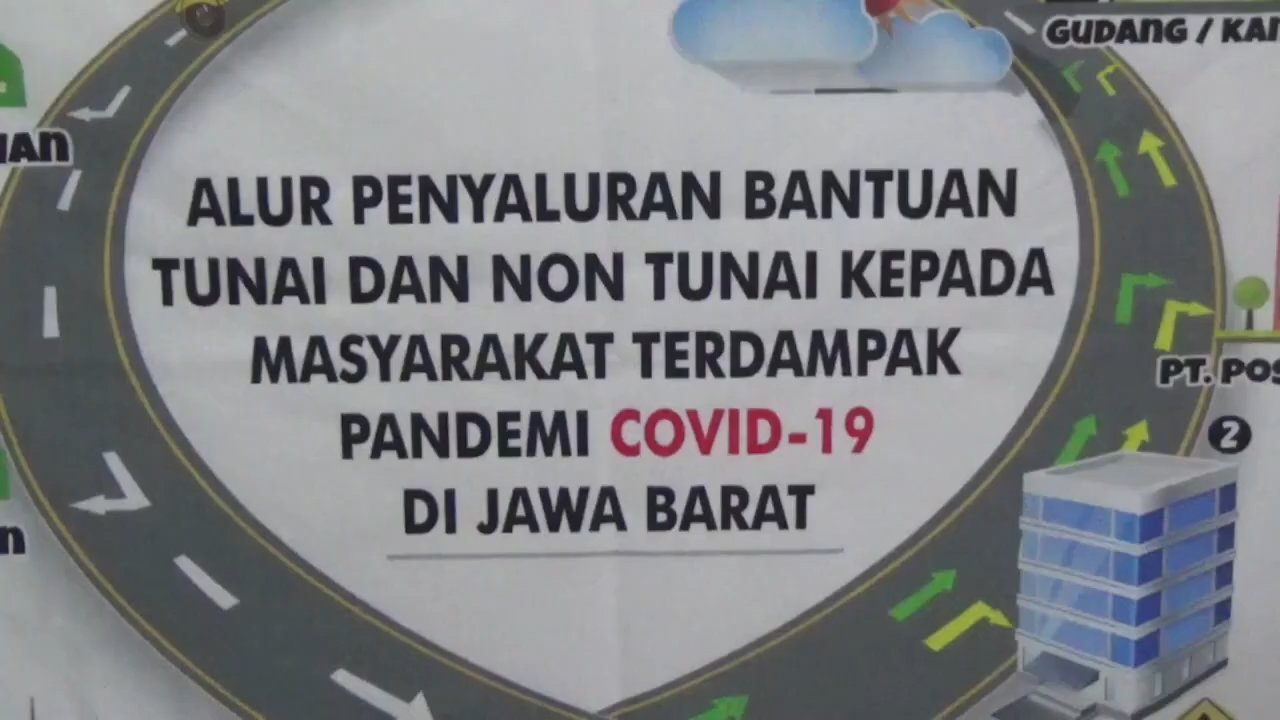 GUDANG /
ALUR PENYALURAN BANTUAN
TUNAI DAN NON TUNAI KEPADA
MASYARAKAT TERDAMPAK
PANDEMI COVID-19
DI JAWA BARAT
PT. POS
2